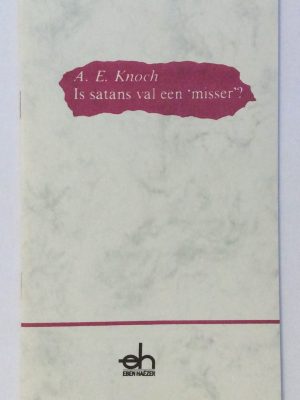 A. E. Knoch
Is satans val een ‘misser’?
eh
EBEN HAËZER